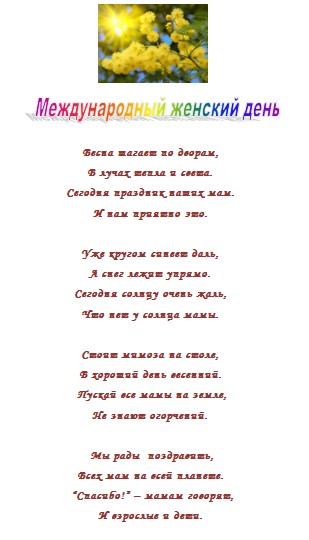 Международный женский день
Весна шагает по дворам,
В лучах тепла и света.
Сегодня праздник наших мам.
И нам приятно это.
Уже кругом синеет даль,
А снег лежит упрямо.
Сегодня солнцу очень жаль,
Что нет у солнца мамы.
Стоит мимоза на столе,
В хороший день весенний.
Пускай все мамы на земле,
Не знают огорчений.
Мы рады поздравить,
Всех мам на всей планете.
“Спасибо!” – мамам говорят,
И взрослые и дети.